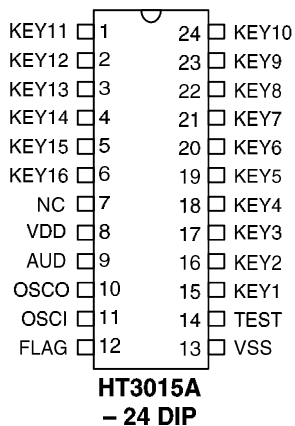 KEY11 1 24 KEY10
KEY12 2 23 KEY9
KEY13 3 22 KEY8
KEY14 4 21 KEY7
KEY15 5 20 KEY6
KEY16 6 19 KEY5
NC 7 18 KEY4
VDD 8 17 KEY3
AUD 9 16 KEY2
OSCO 10 15 KEY1
OSCI 11 14 TEST
FLAG 12 13 VSS
HT3015A
– 24 DIP